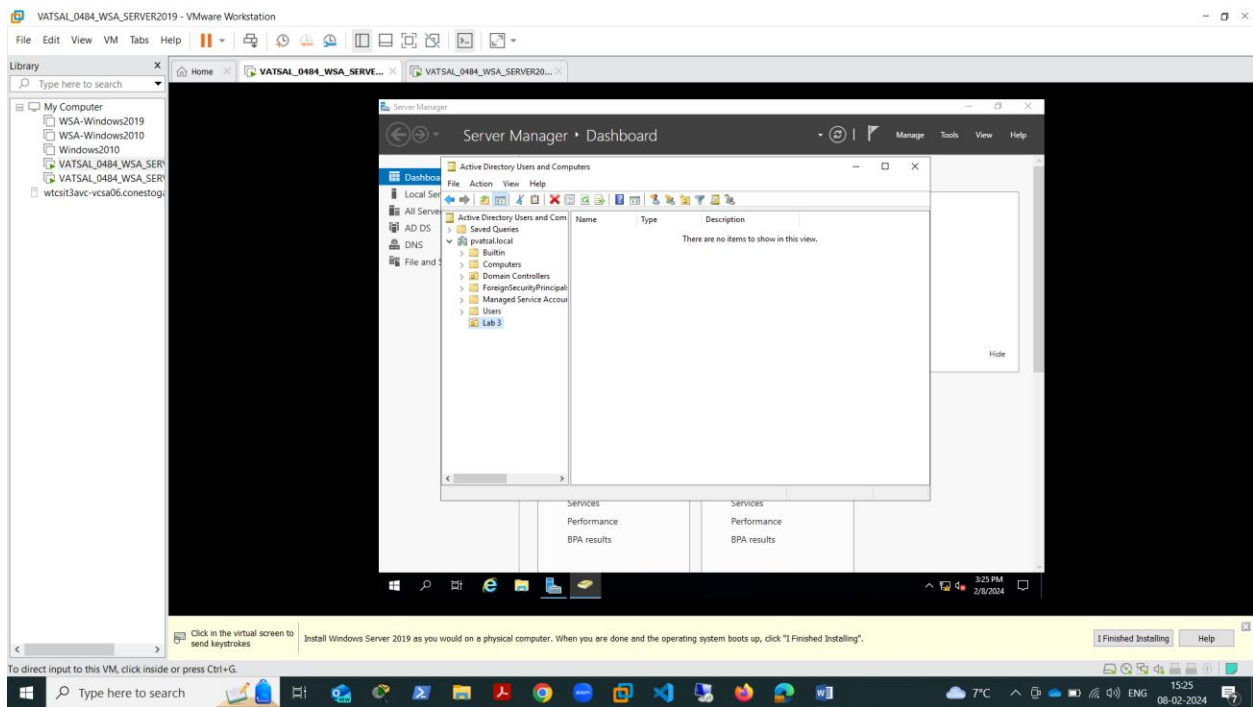 VATSAL_0484_WSA_SERVER2019 - VMware Workstation
File Edit View VM Tabs Help
Library
Type here to search
Home
VATSAL_0484_WSA_SERVE...
VATSAL_0484_WSA_SERVER20...
My Computer
WSA-Windows2019
WSA-Windows2010
Windows2010
VATSAL_0484_WSA_SERV
VATSAL_0484_WSA_SERV
wtcsit3avc-vcsa06.conestoga
Server Manager
Server Manager • Dashboard
Manage Tools View Help
Dashboa
Local Ser
All Serve
AD DS
DNS
File and S
Active Directory Users and Computers
File Action View Help
Active Directory Users and Com
Saved Queries
pvatsal.local
Builtin
Computers
Domain Controllers
ForeignSecurityPrincipals
Managed Service Accoun
Users
Lab 3
Name Type Description
There are no items to show in this view.
Hide
Services Services
Performance Performance
BPA results BPA results
3:25 PM
2/8/2024
Click in the virtual screen to
send keystrokes
Install Windows Server 2019 as you would on a physical computer. When you are done and the operating system boots up, click "I Finished Installing".
I Finished Installing
Help
To direct input to this VM, click inside or press Ctrl+G.
Type here to search
7°C
ENG
15:25
08-02-2024